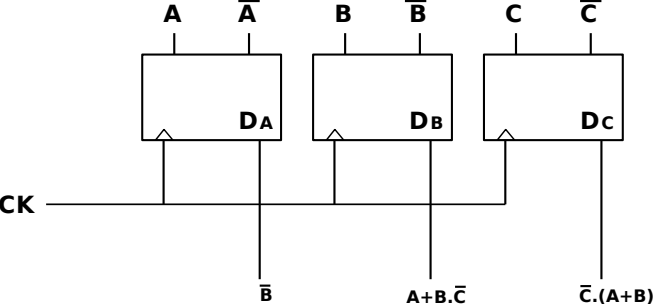 A A̅ B B̅ C C̅
DA DB DC
CK
B̅ A+B.C̅ C̅.(A+B)